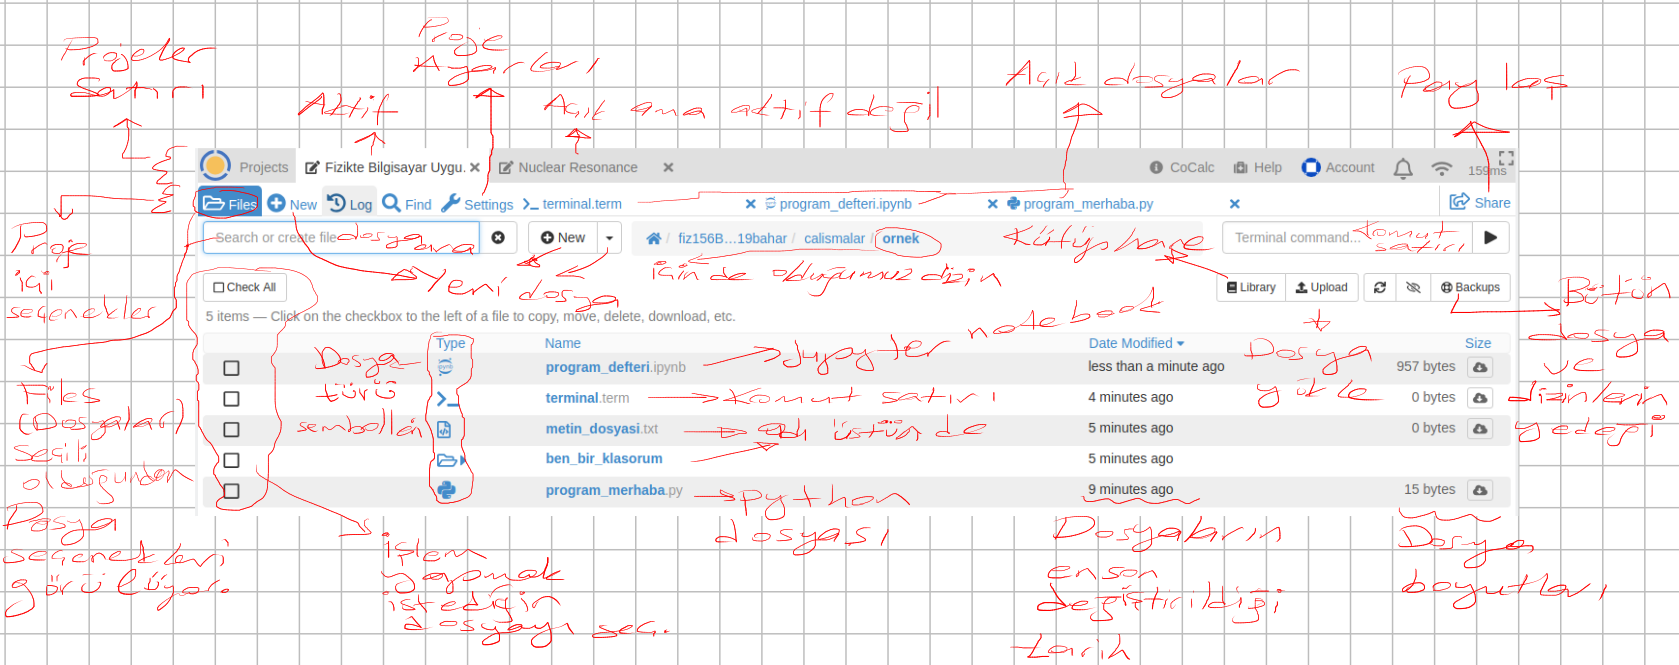 Projeler
Satırı
Proje
Ayarları
Aktif
Açık ama aktif değil
Açık dosyalar
Paylaş
Projects
Fizikte Bilgisayar Uygu.
Nuclear Resonance
CoCalc
Help
Account
159ms
Files
New
Log
Find
Settings
terminal.term
program_defteri.ipynb
program_merhaba.py
Share
Search or create file
dosya arama
New
/ fiz156B...19bahar / calismalar / ornek
Kütüphane
Terminal command...
Komut
satırı
Proje
içi
seçenekler
Yeni dosya
içinde olduğumuz dizin
Check All
Library
Upload
Backups
5 items — Click on the checkbox to the left of a file to copy, move, delete, download, etc.
Type
Name
Date Modified
Size
program_defteri.ipynb
less than a minute ago
957 bytes
terminal.term
4 minutes ago
0 bytes
metin_dosyasi.txt
5 minutes ago
0 bytes
ben_bir_klasorum
5 minutes ago
program_merhaba.py
9 minutes ago
15 bytes
Dosya
türü
sembolleri
Jupyter notebook
Komut satırı
adı üstünde
python
dosyası
Dosya
yükle
Bütün
dosya
ve
dizinlerin
yedeği
Files
(Dosyalar)
seçili
olduğundan
Dosya
seçenekleri
görülüyor.
işlem
yapmak
istediğin
dosyayı seç.
Dosyaların
en son
değiştirildiği
tarih
Dosya
boyutları